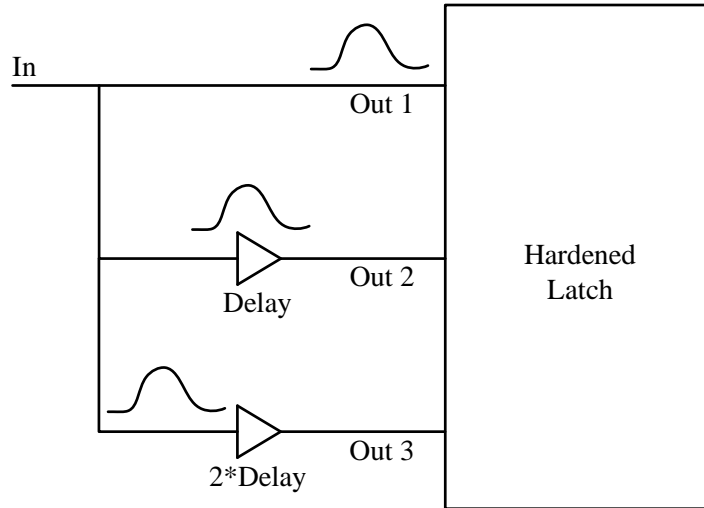 In
Out 1
Out 2
Delay
Hardened
Latch
Out 3
2*Delay